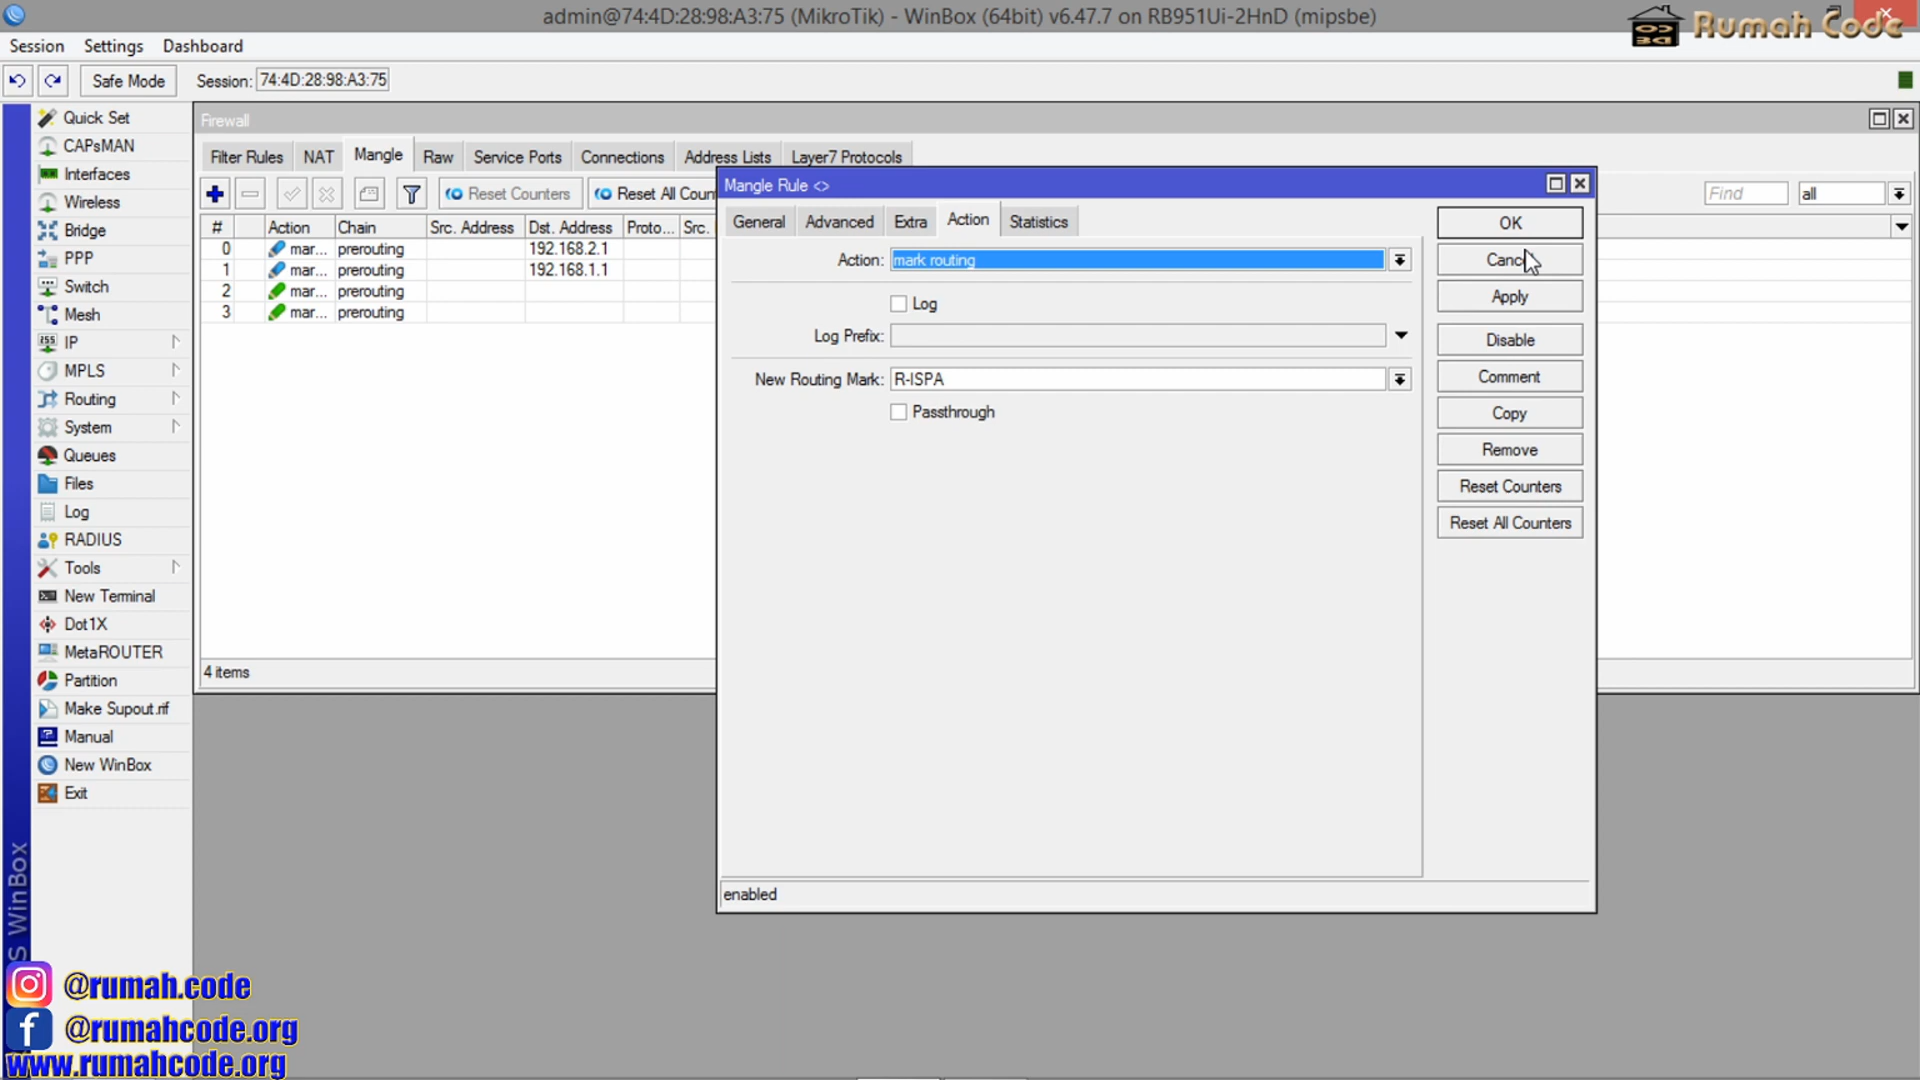 admin@74:4D:28:98:A3:75 (MikroTik) - WinBox (64bit) v6.47.7 on RB951Ui-2HnD (mipsbe)
Rumah Code
Session Settings Dashboard
Safe Mode Session: 74:4D:28:98:A3:75
Quick Set
CAPsMAN
Interfaces
Wireless
Bridge
PPP
Switch
Mesh
IP
MPLS
Routing
System
Queues
Files
Log
RADIUS
Tools
New Terminal
Dot1X
MetaROUTER
Partition
Make Supout.rif
Manual
New WinBox
Exit
S WinBox
Firewall
Filter Rules NAT Mangle Raw Service Ports Connections Address Lists Layer7 Protocols
Reset Counters Reset All Coun
Find all
# Action Chain Src. Address Dst. Address Proto... Src.
0 mar... prerouting 192.168.2.1
1 mar... prerouting 192.168.1.1
2 mar... prerouting
3 mar... prerouting
4 items
Mangle Rule <>
General Advanced Extra Action Statistics
Action: mark routing
Log
Log Prefix:
New Routing Mark: R-ISPA
Passthrough
OK
Cancel
Apply
Disable
Comment
Copy
Remove
Reset Counters
Reset All Counters
enabled
@rumah.code
@rumahcode.org
www.rumahcode.org